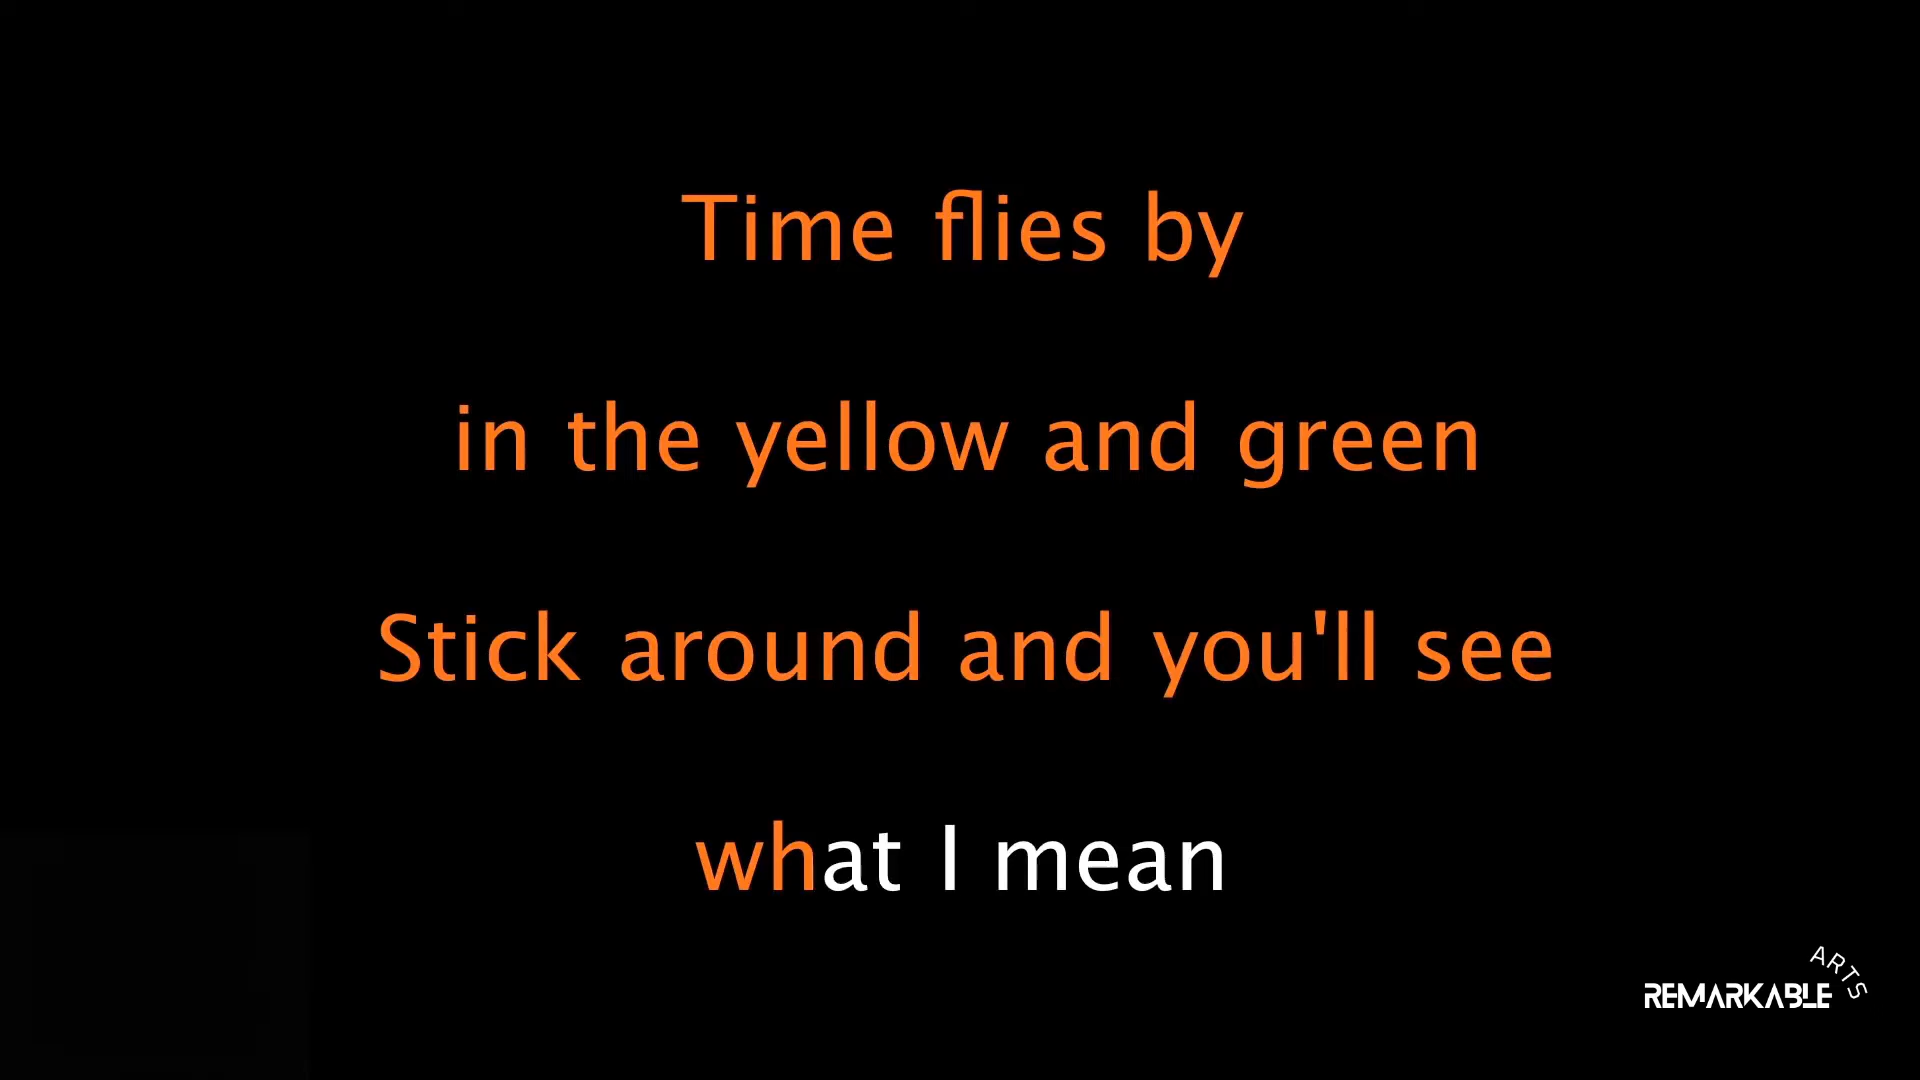 Time flies by
in the yellow and green
Stick around and you'll see
what I mean
ARTS
REMARKABLE